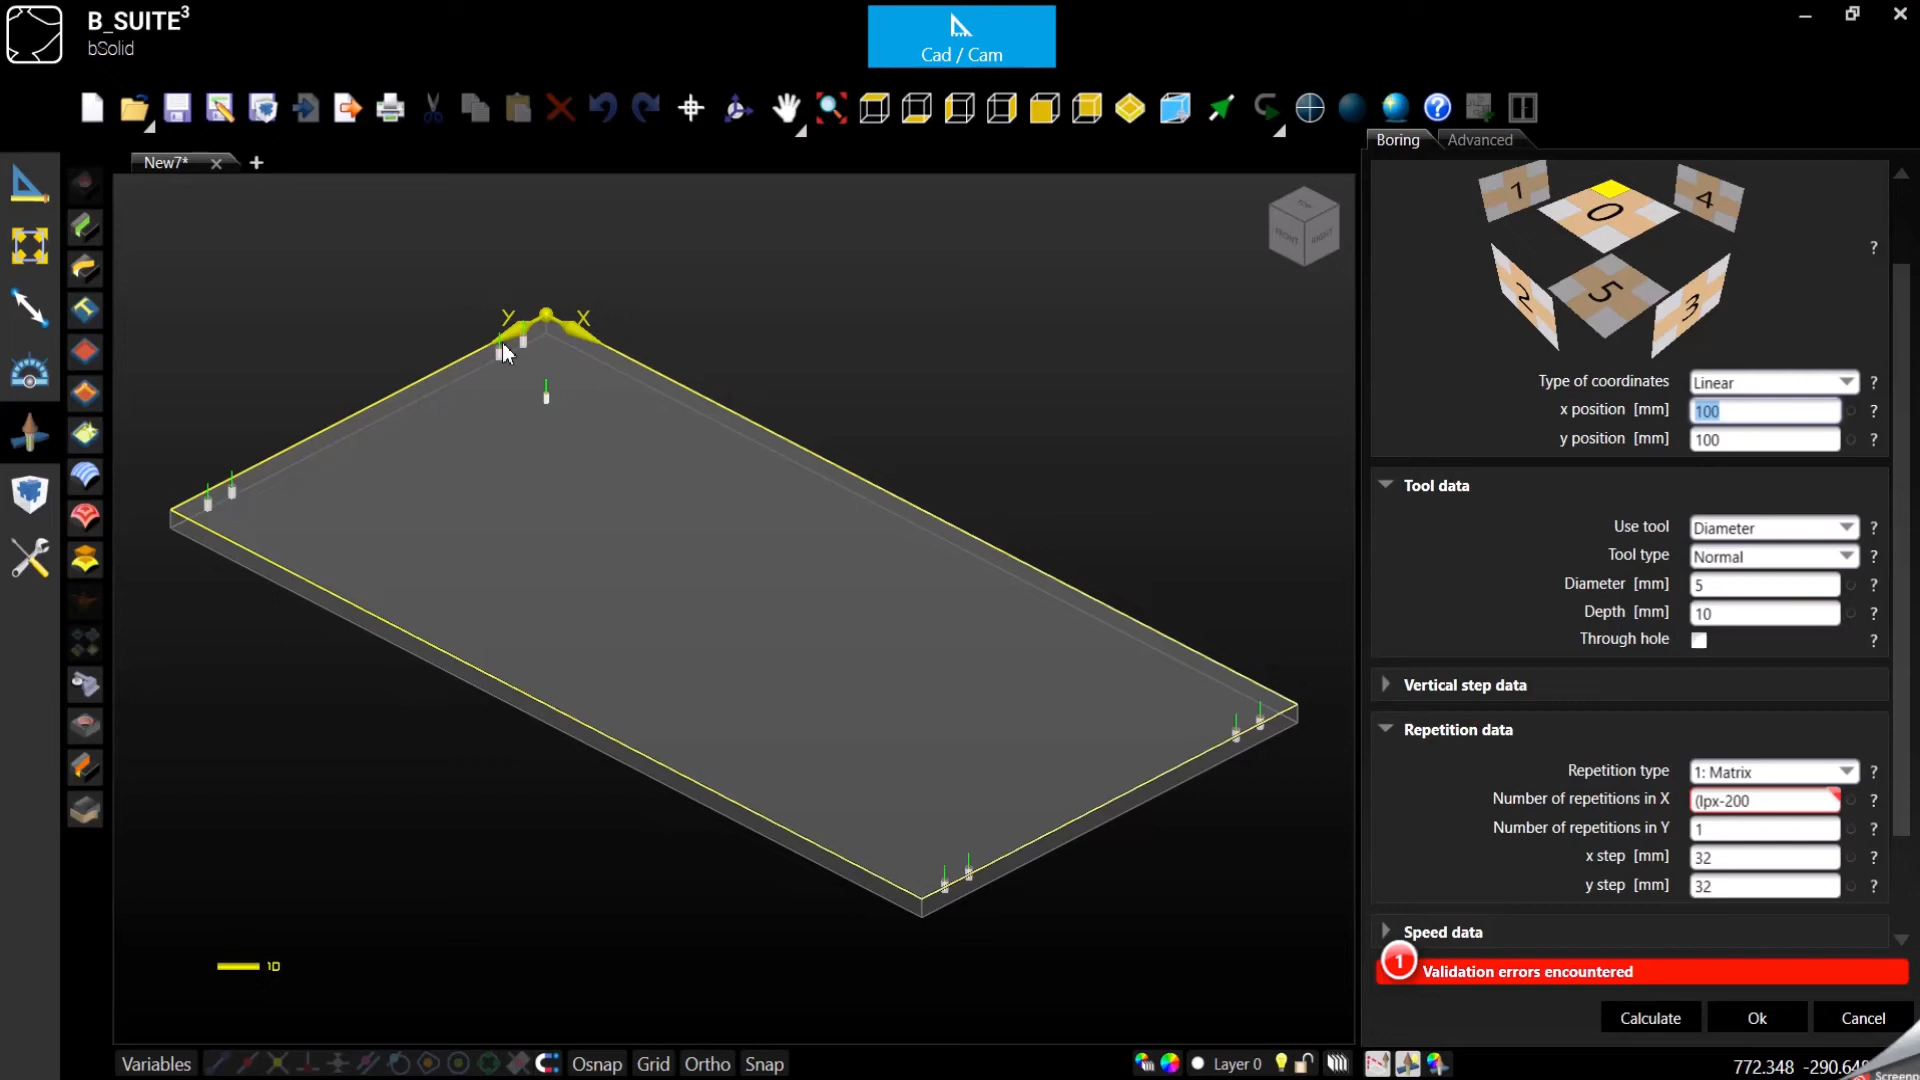 B_SUITE³
bSolid
Cad / Cam
New7*
Boring
Advanced
TOP
FRONT
RIGHT
1
0
4
2
5
3
?
Y
X
Type of coordinates Linear ?
x position [mm] 100 ?
y position [mm] 100 ?
Tool data
Use tool Diameter ?
Tool type Normal ?
Diameter [mm] 5 ?
Depth [mm] 10 ?
Through hole ?
Vertical step data
Repetition data
Repetition type 1: Matrix ?
Number of repetitions in X (lpx-200 ?
Number of repetitions in Y 1 ?
x step [mm] 32 ?
y step [mm] 32 ?
Speed data
1 Validation errors encountered
10
Calculate
Ok
Cancel
Variables
Osnap
Grid
Ortho
Snap
Layer 0
772.348